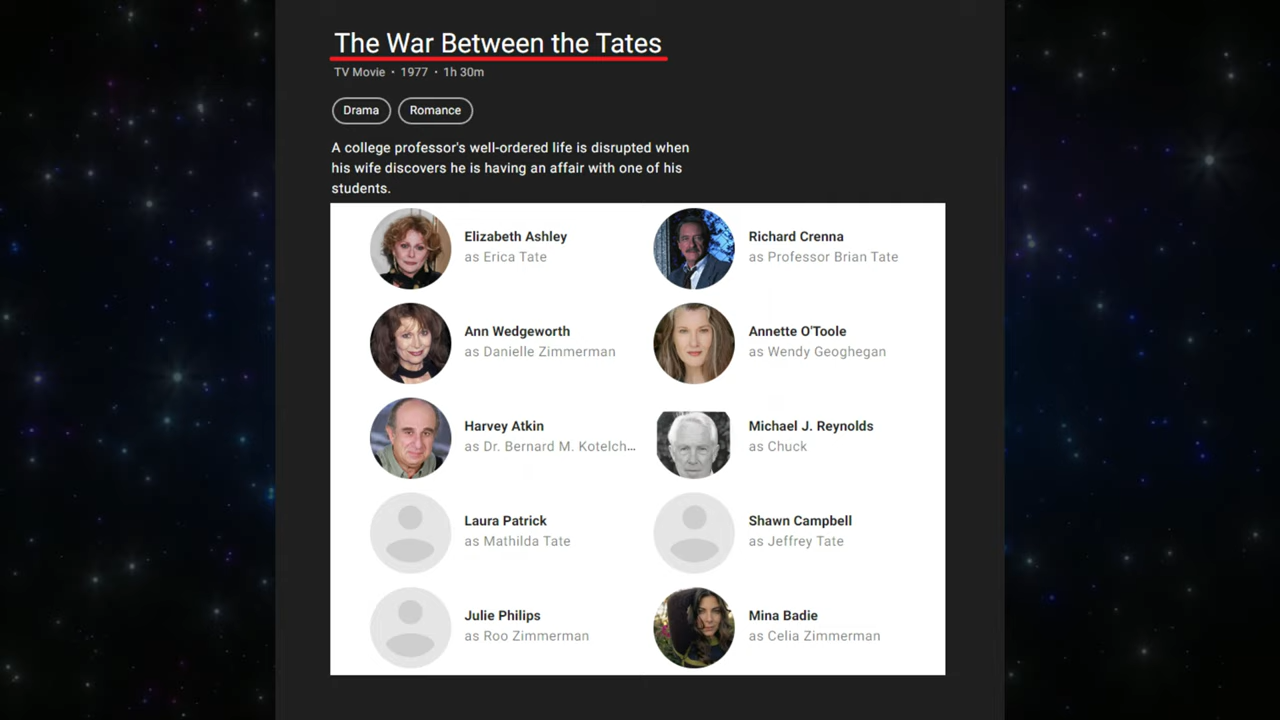 The War Between the Tates
TV Movie • 1977 • 1h 30m
Drama
Romance
A college professor's well-ordered life is disrupted when
his wife discovers he is having an affair with one of his
students.
Elizabeth Ashley
as Erica Tate
Richard Crenna
as Professor Brian Tate
Ann Wedgeworth
as Danielle Zimmerman
Annette O'Toole
as Wendy Geoghegan
Harvey Atkin
as Dr. Bernard M. Kotelch...
Michael J. Reynolds
as Chuck
Laura Patrick
as Mathilda Tate
Shawn Campbell
as Jeffrey Tate
Julie Philips
as Roo Zimmerman
Mina Badie
as Celia Zimmerman